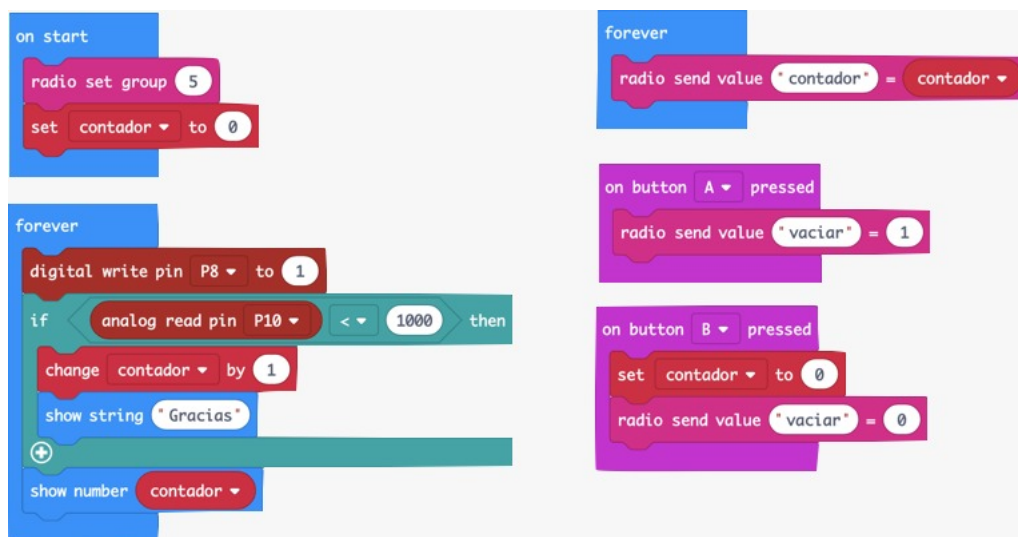 on start
radio set group 5
set contador to 0
forever
digital write pin P8 to 1
if analog read pin P10 < 1000 then
change contador by 1
show string "Gracias"
show number contador
forever
radio send value "contador" = contador
on button A pressed
radio send value "vaciar" = 1
on button B pressed
set contador to 0
radio send value "vaciar" = 0